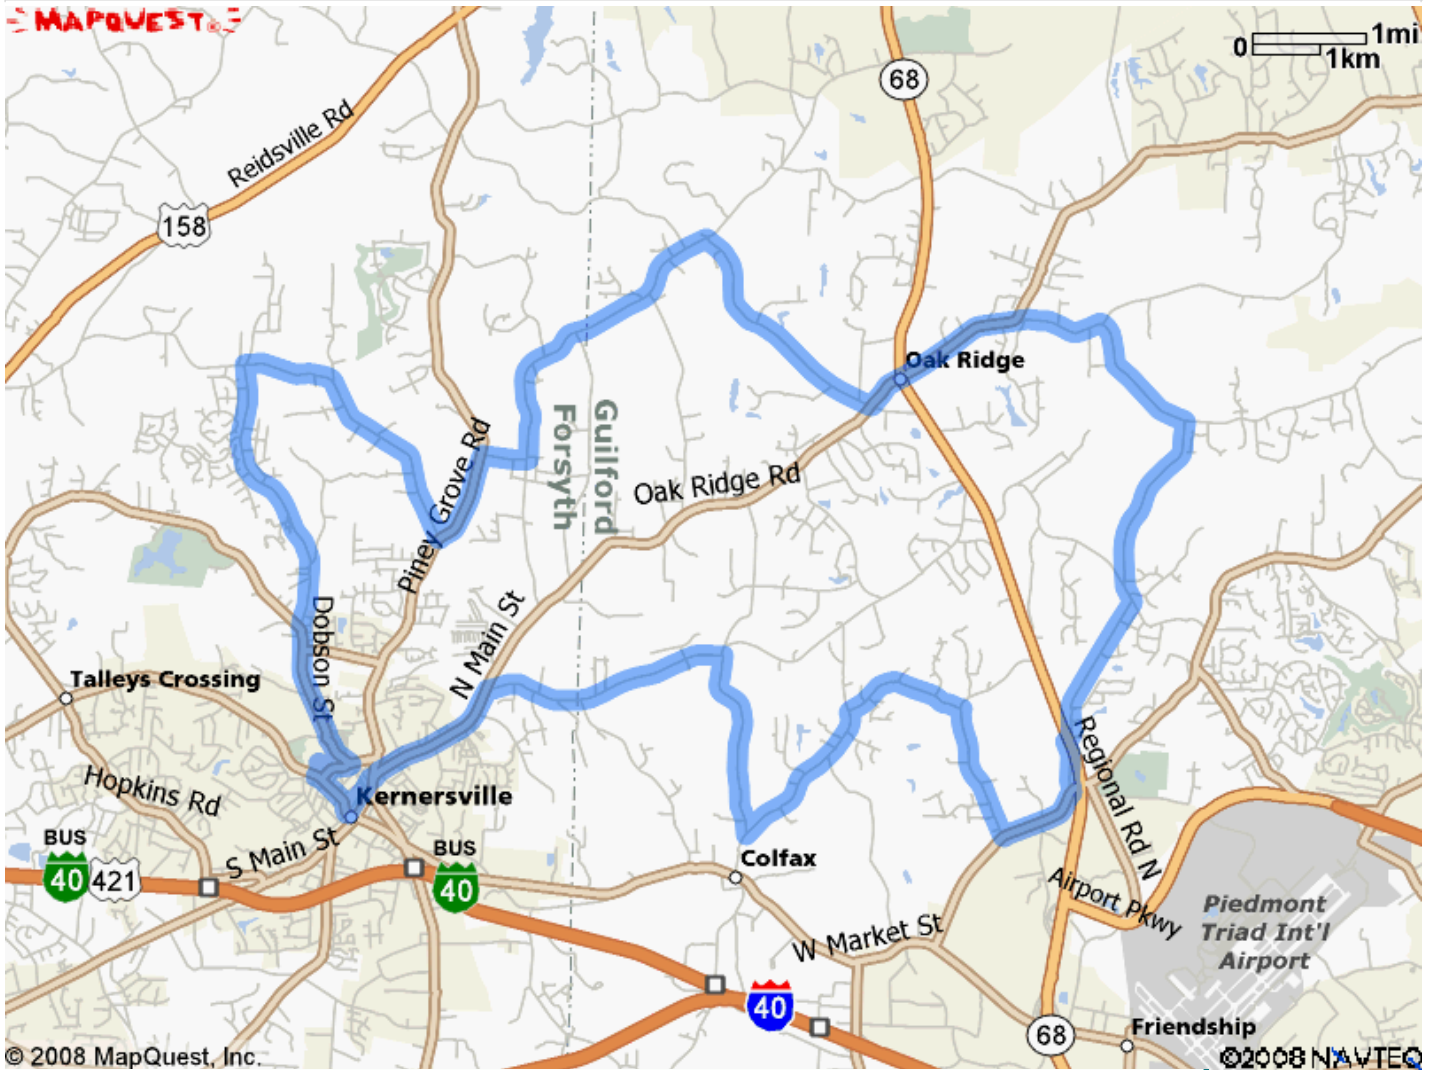 MAPQUEST®
0 1mi
1km
68
Reidsville Rd
158
Oak Ridge
Piney Grove Rd
Guilford
Forsyth
Oak Ridge Rd
N Main St
Dobson St
Talleys Crossing
Hopkins Rd
Kernersville
S Main St
Regional Rd N
BUS
40
421
BUS
40
Colfax
Airport Pkwy
W Market St
Piedmont
Triad Int'l
Airport
40
68
Friendship
© 2008 MapQuest, Inc.
©2008 NAVTEQ